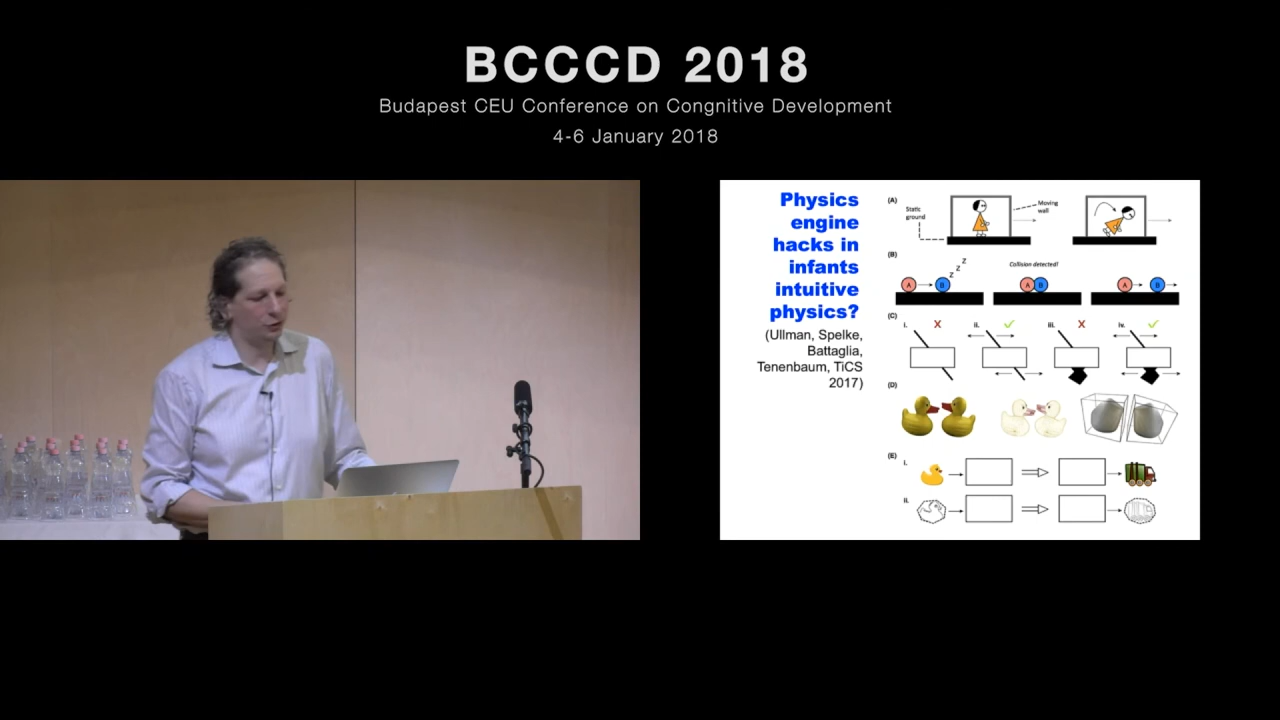 BCCCD 2018
Budapest CEU Conference on Congnitive Development
4-6 January 2018
Physics
engine
hacks in
infants
intuitive
physics?
(Ullman, Spelke,
Battaglia,
Tenenbaum, TiCS
2017)
(A)
Static
ground
Moving
wall
(B)
Z
Z
Z
Collision detected!
A
B
A
B
A
B
(C)
i.
X
ii.
iii.
X
iv.
(D)
(E)
i.
ii.